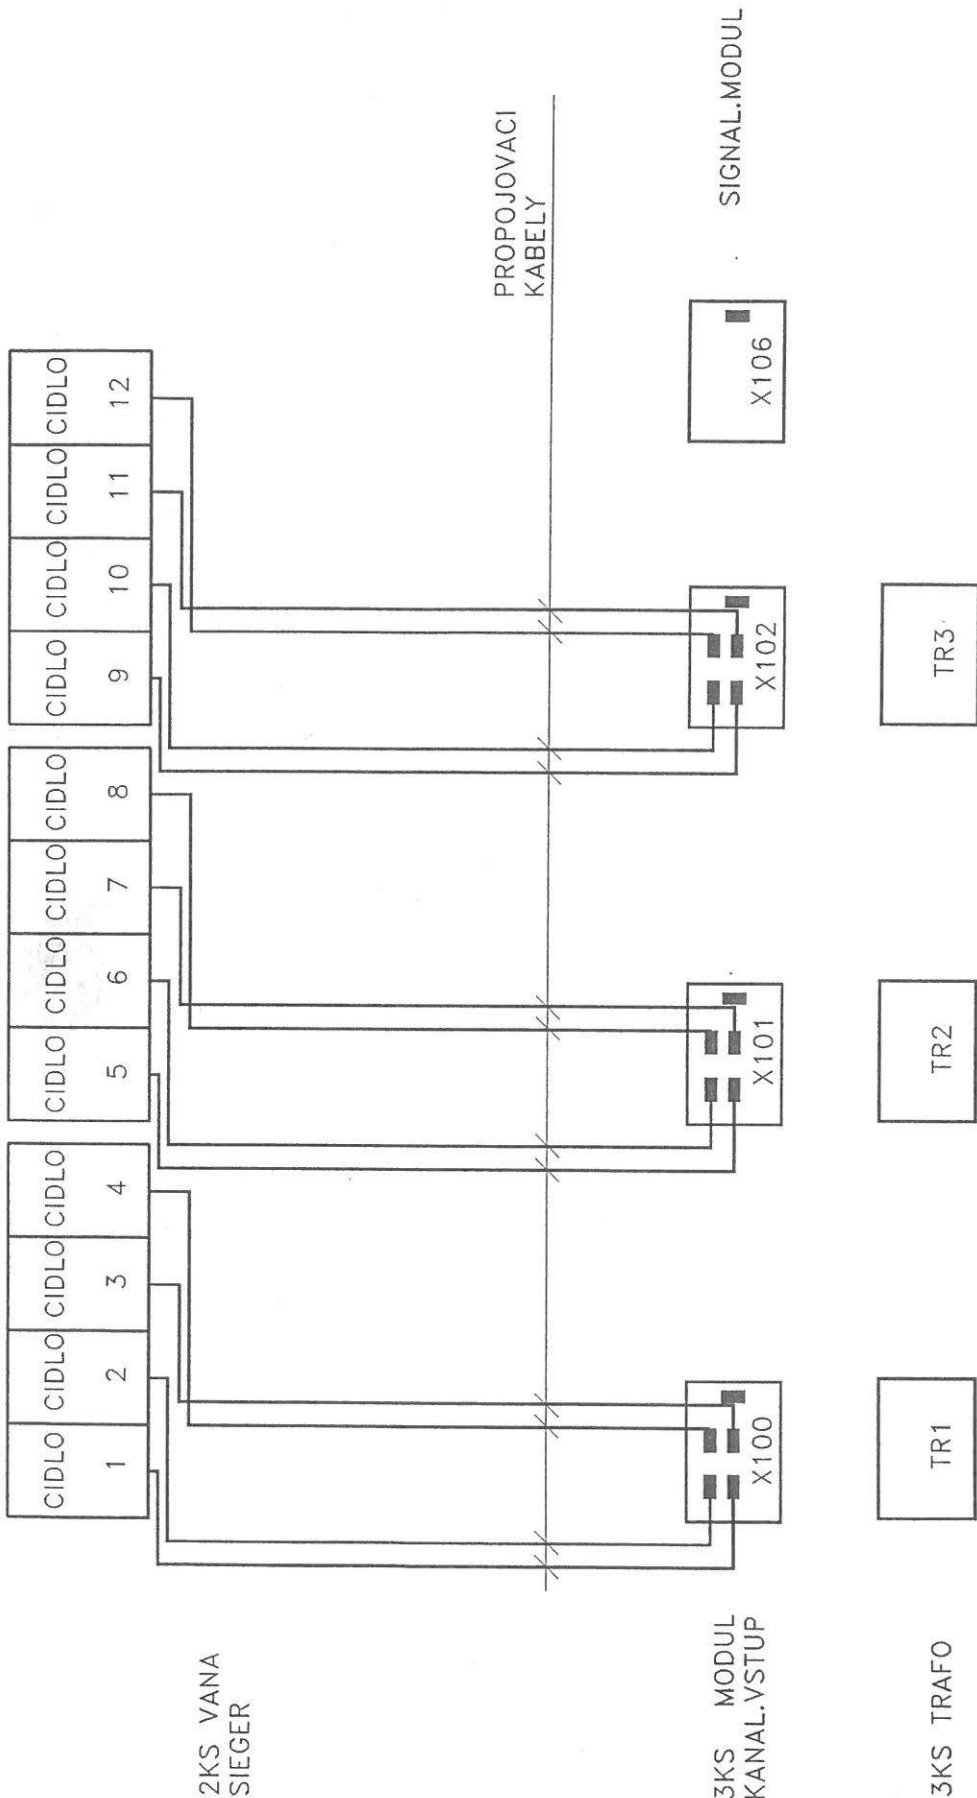 CIDLO CIDLO CIDLO CIDLO CIDLO CIDLO CIDLO CIDLO CIDLO CIDLO CIDLO CIDLO
1 2 3 4 5 6 7 8 9 10 11 12
2KS VANA
SIEGER
PROPOJOVACI
KABELY
3KS MODUL
KANAL.VSTUP
X100 X101 X102 X106
SIGNAL.MODUL
3KS TRAFO
TR1 TR2 TR3